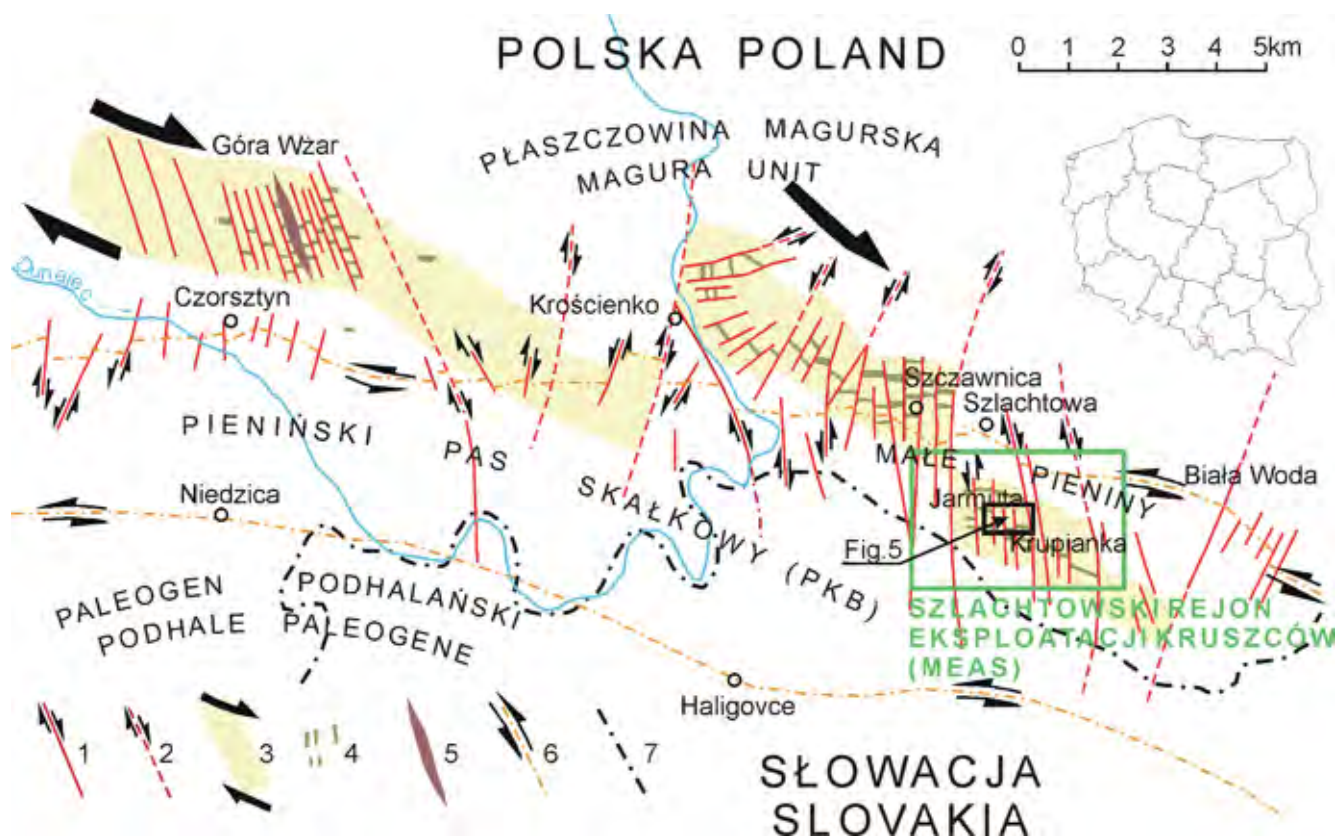 POLSKA POLAND
0 1 2 3 4 5km
PŁASZCZOWINA MAGURSKA
MAGURA UNIT
Góra Wżar
Dunajec
Czorsztyn
Krościenko
Szczawnica
Szlachtowa
PIENIŃSKI PAS SKAŁKOWY (PKB)
MAŁE PIENINY
Biała Woda
Niedzica
Jarmuta
Fig.5
Krupianka
PALEOGEN PODHALAŃSKI
PODHALE PALEOGENE
SZLACHTOWSKI REJON
EKSPLOATACJI KRUSZCÓW
(MEAS)
Haligovce
1 2 3 4 5 6 7
SŁOWACJA
SLOVAKIA